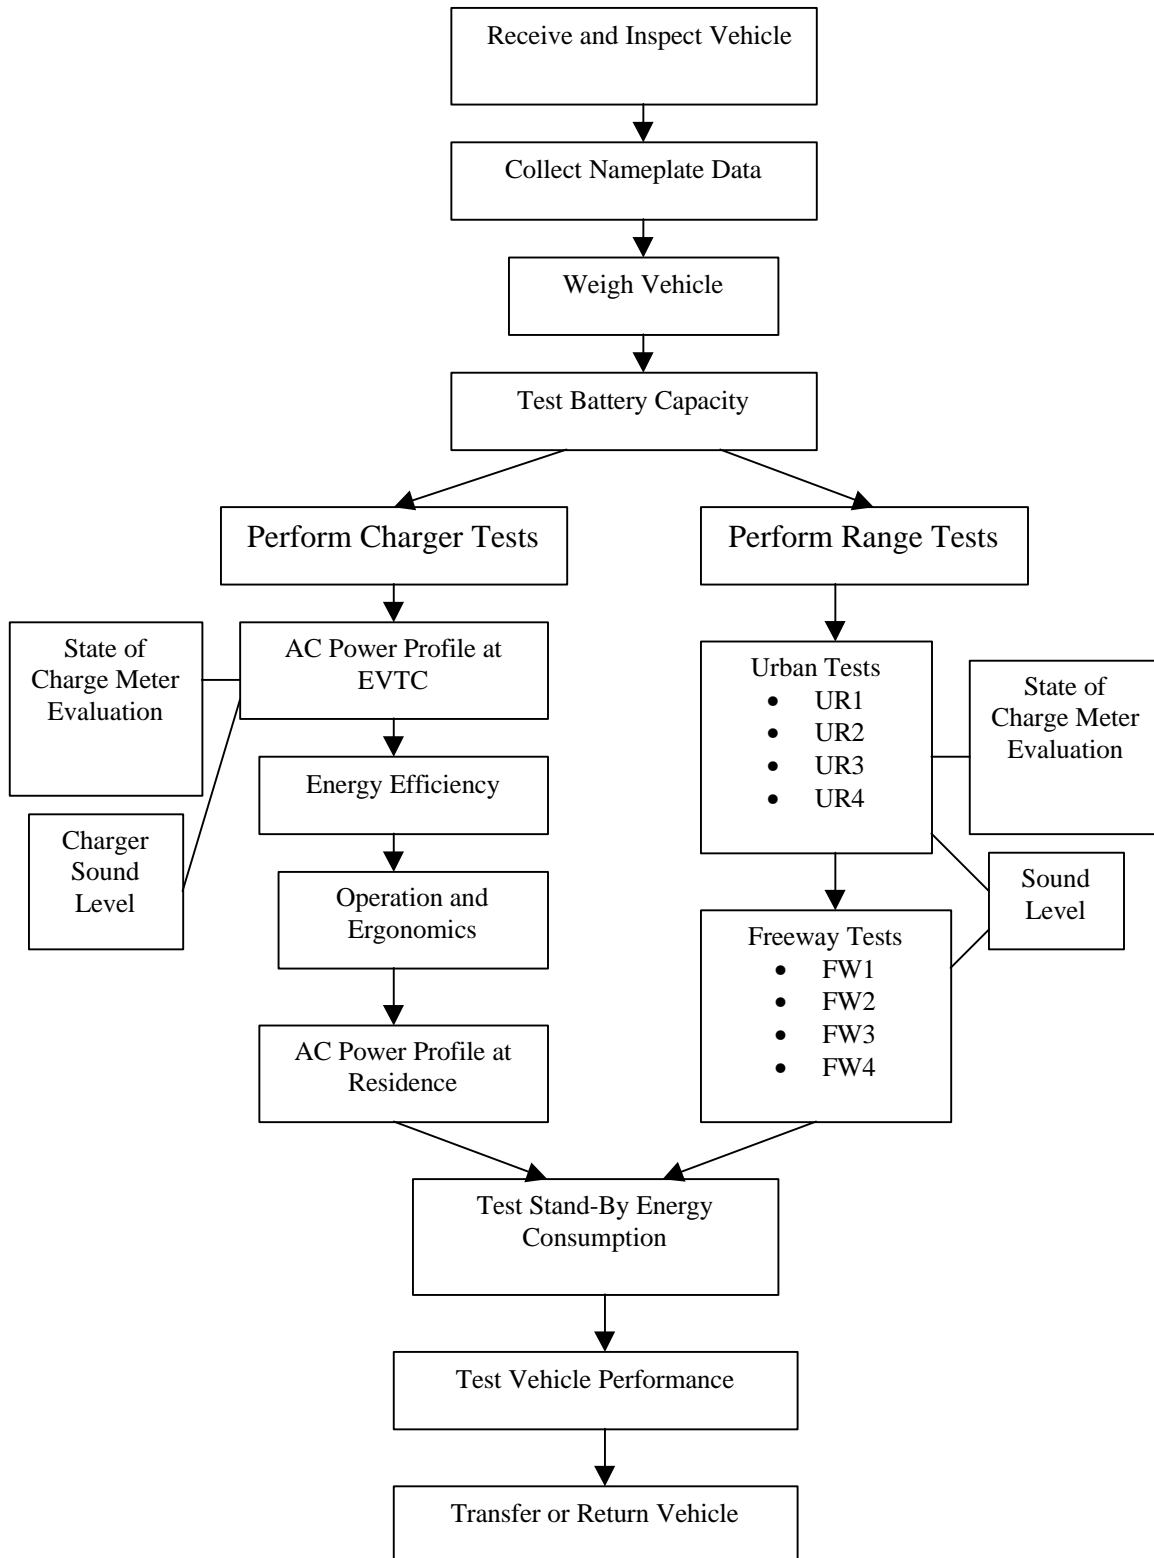 Receive and Inspect Vehicle
Collect Nameplate Data
Weigh Vehicle
Test Battery Capacity
Perform Charger Tests
Perform Range Tests
State of
Charge Meter
Evaluation
AC Power Profile at
EVTC
Urban Tests
• UR1
• UR2
• UR3
• UR4
State of
Charge Meter
Evaluation
Energy Efficiency
Charger
Sound
Level
Operation and
Ergonomics
Sound
Level
Freeway Tests
• FW1
• FW2
• FW3
• FW4
AC Power Profile at
Residence
Test Stand-By Energy
Consumption
Test Vehicle Performance
Transfer or Return Vehicle